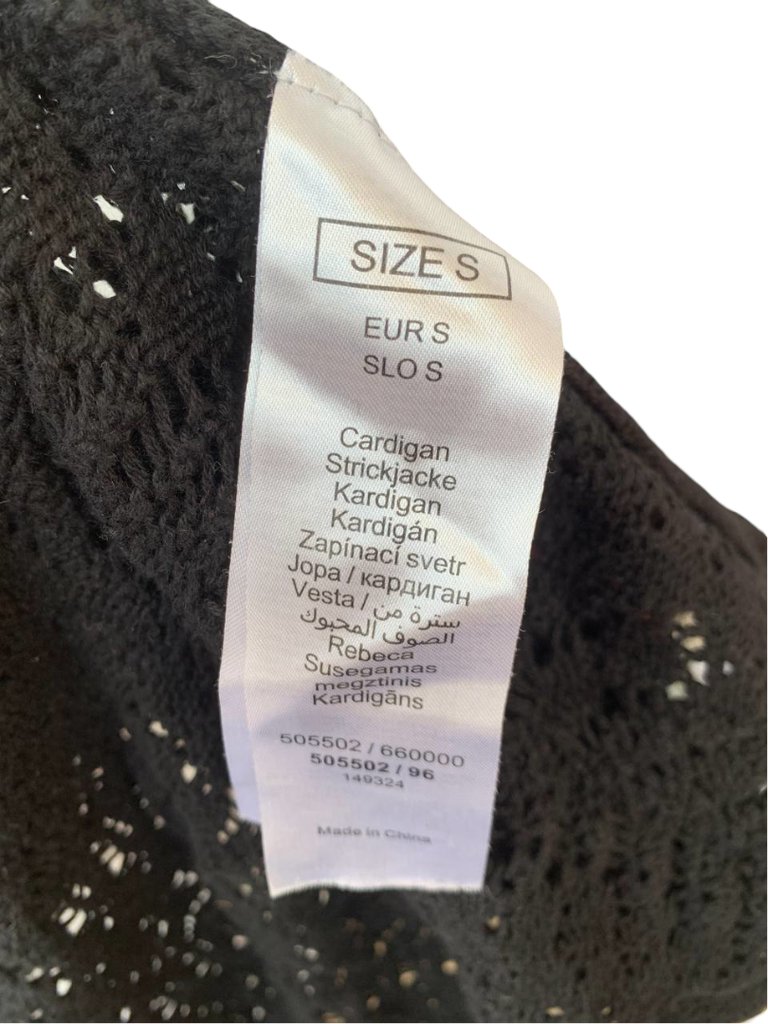 SIZE S
EUR S
SLO S
Cardigan
Strickjacke
Kardigan
Kardigán
Zapínací svetr
Jopa / кардиган
Vesta / سترة من
الصوف المحبوك
Rebeca
Susegamas
megztinis
Kardigāns
505502 / 660000
505502 / 96
149324
Made in China